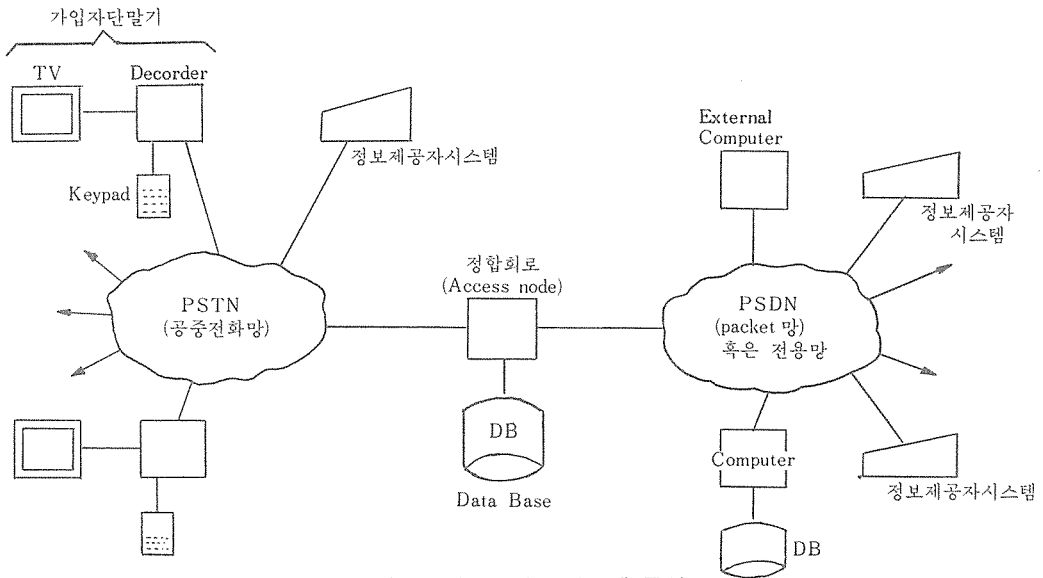 가입자단말기
TV
Decorder
정보제공자시스템
Keypad
PSTN
(공중전화망)
정합회로
(Access node)
DB
Data Base
External
Computer
정보제공자
시스템
PSDN
(packet 망)
혹은 전용망
Computer
정보제공자시스템
DB